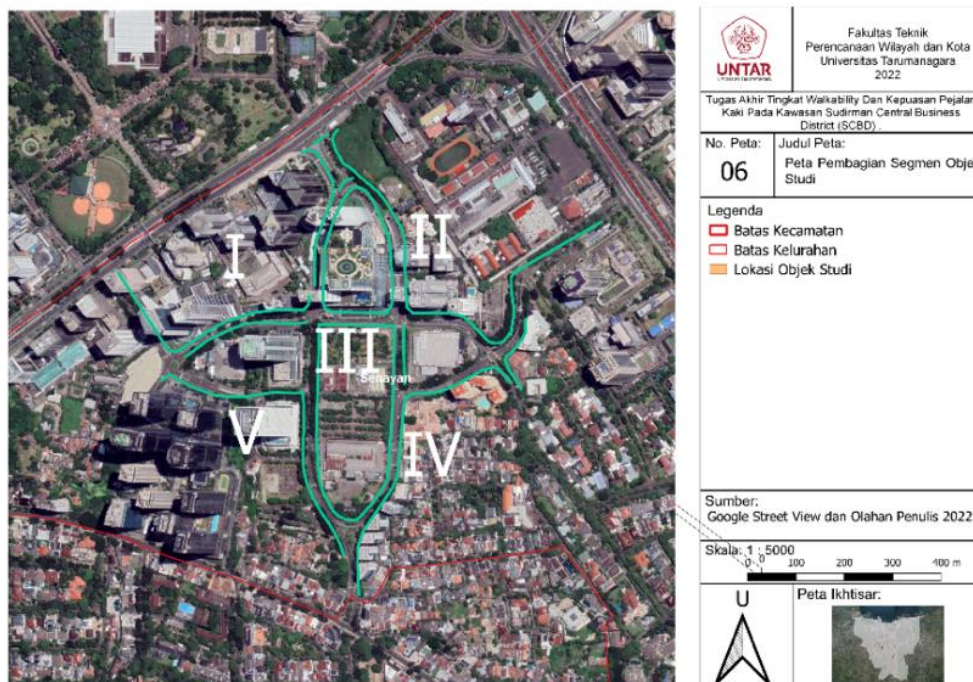 I
II
III
Senayan
IV
V
UNTAR
Fakultas Teknik
Perencanaan Wilayah dan Kota
Universitas Tarumanagara
2022
Tugas Akhir Tingkat Walkability Dan Kepuasan Pejalan
Kaki Pada Kawasan Sudirman Central Business
District (SCBD) .
No. Peta:
06
Judul Peta:
Peta Pembagian Segmen Obje
Studi
Legenda
Batas Kecamatan
Batas Kelurahan
Lokasi Objek Studi
Sumber:
Google Street View dan Olahan Penulis 2022
Skala: 1 : 5000
0 0 100 200 300 400 m
U
Peta Ikhtisar: